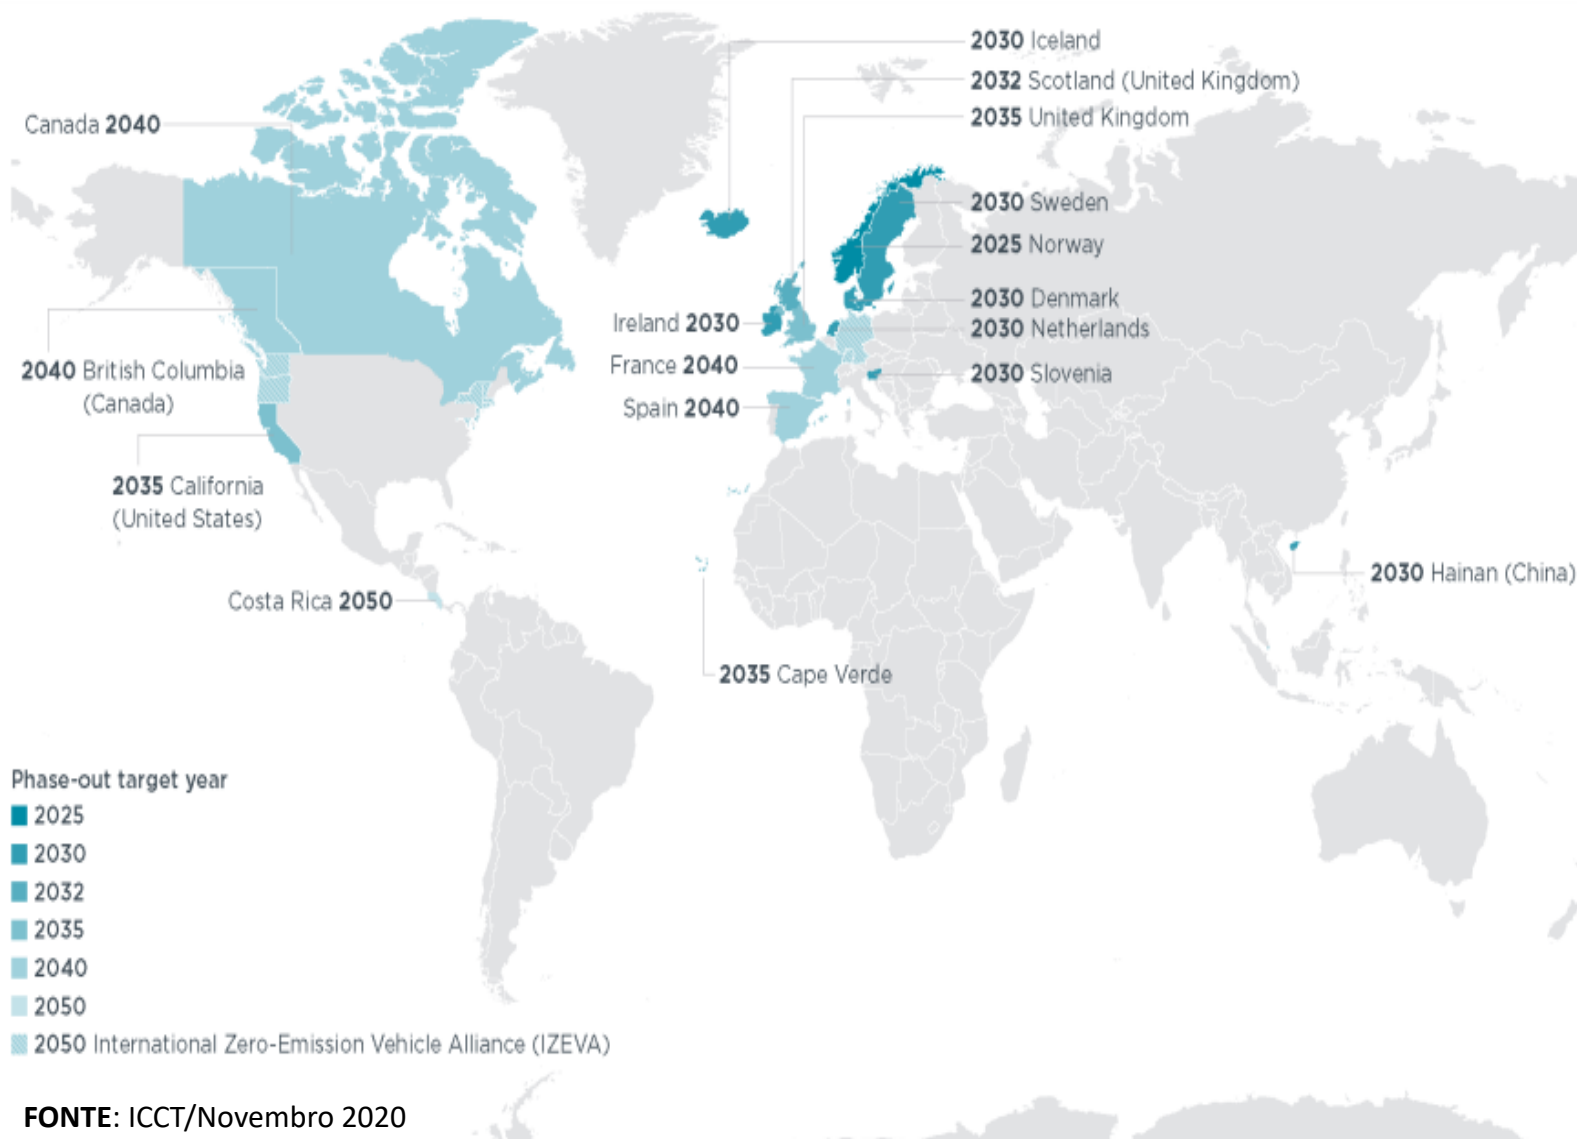 2030 Iceland
2032 Scotland (United Kingdom)
2035 United Kingdom
Canada 2040
2030 Sweden
2025 Norway
2030 Denmark
Ireland 2030
2030 Netherlands
France 2040
2040 British Columbia
(Canada)
2030 Slovenia
Spain 2040
2035 California
(United States)
2030 Hainan (China)
Costa Rica 2050
2035 Cape Verde
Phase-out target year
2025
2030
2032
2035
2040
2050
2050 International Zero-Emission Vehicle Alliance (IZEVA)
FONTE: ICCT/Novembro 2020